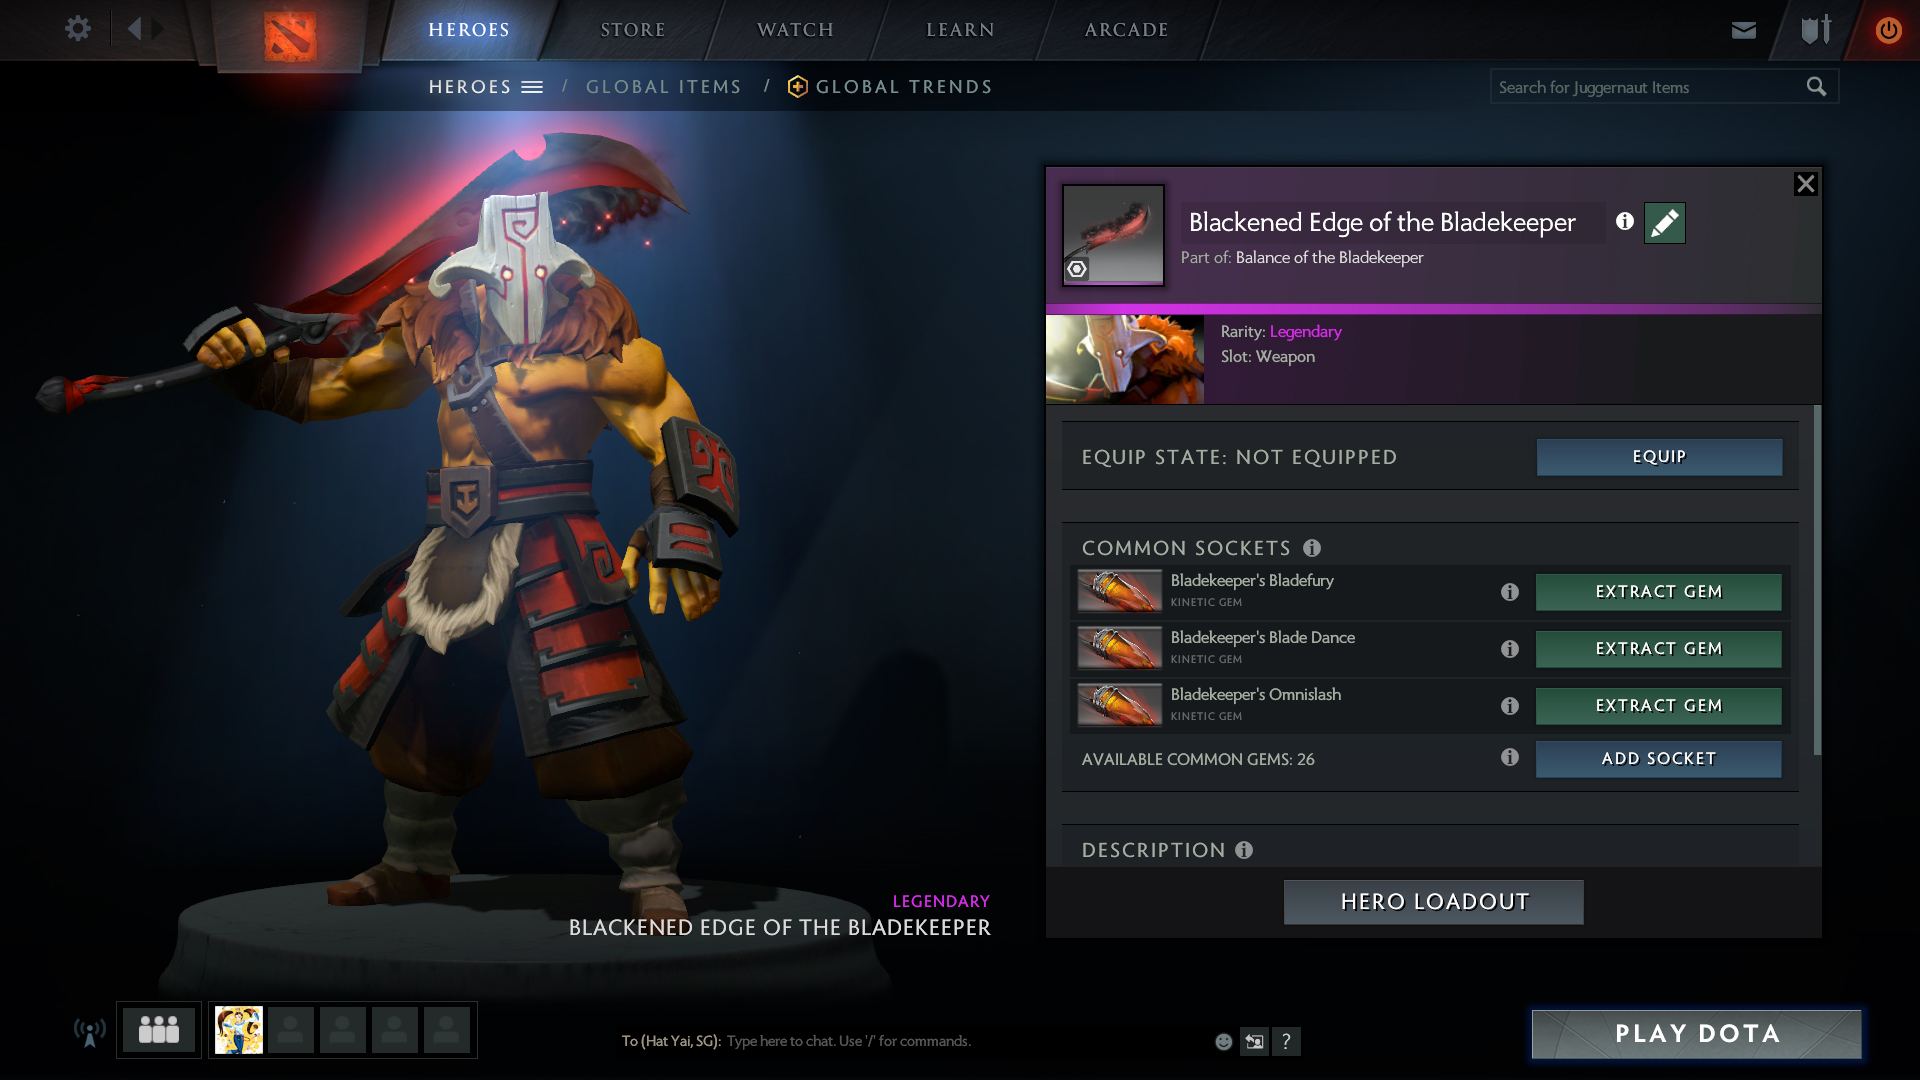 HEROES
STORE
WATCH
LEARN
ARCADE
HEROES / GLOBAL ITEMS / GLOBAL TRENDS
Search for Juggernaut Items
Blackened Edge of the Bladekeeper
Part of: Balance of the Bladekeeper
Rarity: Legendary
Slot: Weapon
EQUIP STATE: NOT EQUIPPED
EQUIP
COMMON SOCKETS
Bladekeeper's Bladefury
KINETIC GEM
EXTRACT GEM
Bladekeeper's Blade Dance
KINETIC GEM
EXTRACT GEM
Bladekeeper's Omnislash
KINETIC GEM
EXTRACT GEM
AVAILABLE COMMON GEMS: 26
ADD SOCKET
DESCRIPTION
HERO LOADOUT
LEGENDARY
BLACKENED EDGE OF THE BLADEKEEPER
To (Hat Yai, SG): Type here to chat. Use '/' for commands.
?
PLAY DOTA